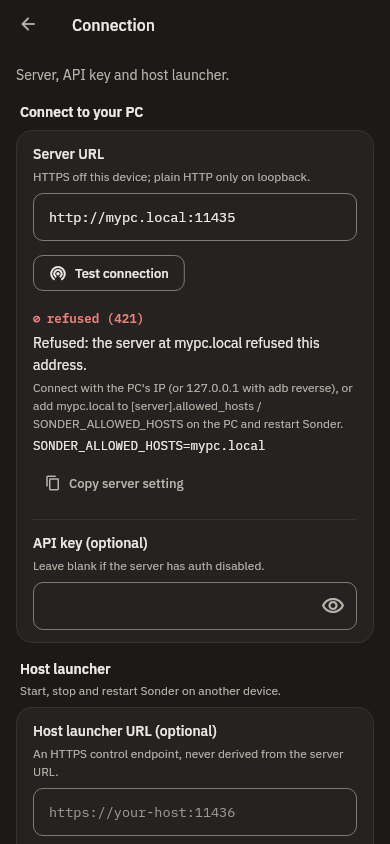 Connection
Server, API key and host launcher.
Connect to your PC
Server URL
HTTPS off this device; plain HTTP only on loopback.
http://mypc.local:11435
Test connection
⊘ refused (421)
Refused: the server at mypc.local refused this
address.
Connect with the PC's IP (or 127.0.0.1 with adb reverse), or
add mypc.local to [server].allowed_hosts /
SONDER_ALLOWED_HOSTS on the PC and restart Sonder.
SONDER_ALLOWED_HOSTS=mypc.local
Copy server setting
API key (optional)
Leave blank if the server has auth disabled.
Host launcher
Start, stop and restart Sonder on another device.
Host launcher URL (optional)
An HTTPS control endpoint, never derived from the server
URL.
https://your-host:11436